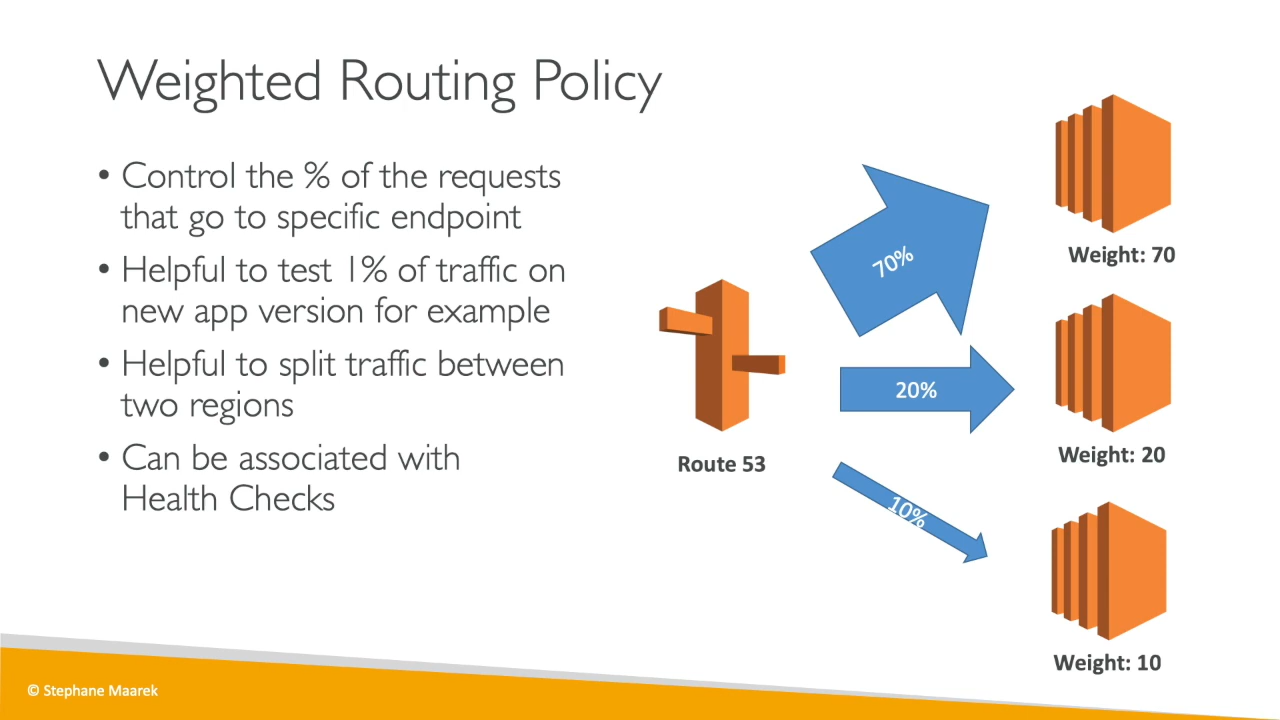 Weighted Routing Policy
• Control the % of the requests
that go to specific endpoint
• Helpful to test 1% of traffic on
new app version for example
• Helpful to split traffic between
two regions
• Can be associated with
Health Checks
Route 53
70%
20%
10%
Weight: 70
Weight: 20
Weight: 10
© Stephane Maarek